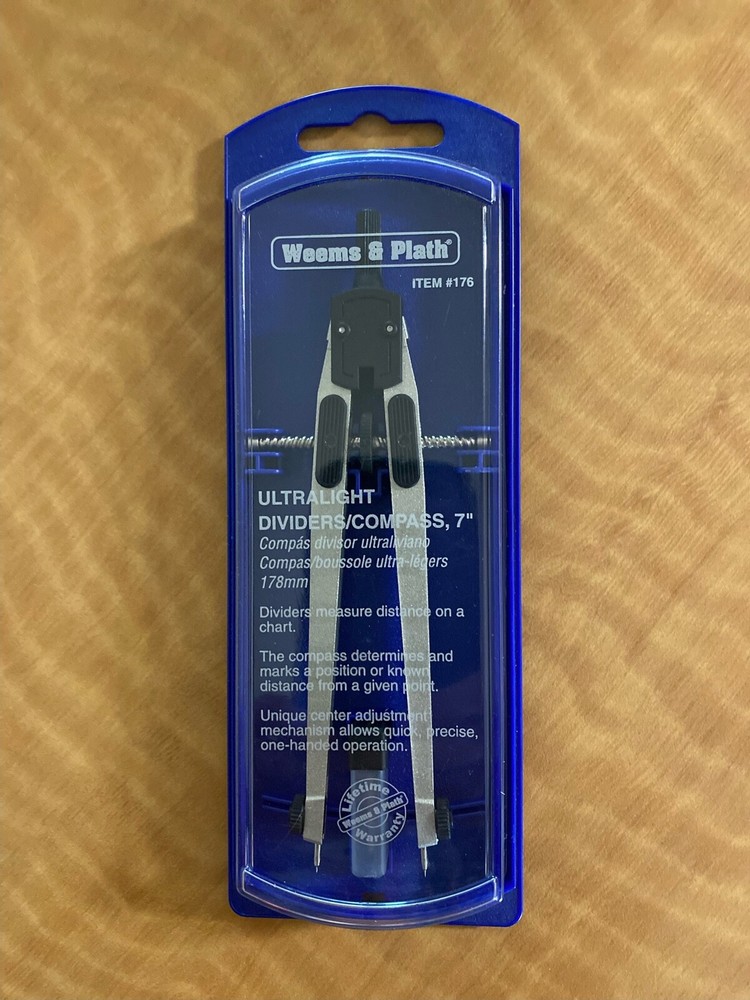 Weems & Plath®
ITEM #176
ULTRALIGHT
DIVIDERS/COMPASS, 7"
Compás divisor ultraliviano
Compas/boussole ultra-légers
178mm
Dividers measure distance on a
chart.
The compass determines and
marks a position or known
distance from a given point.
Unique center adjustment
mechanism allows quick, precise,
one-handed operation.
Lifetime
Weems & Plath®
Warranty